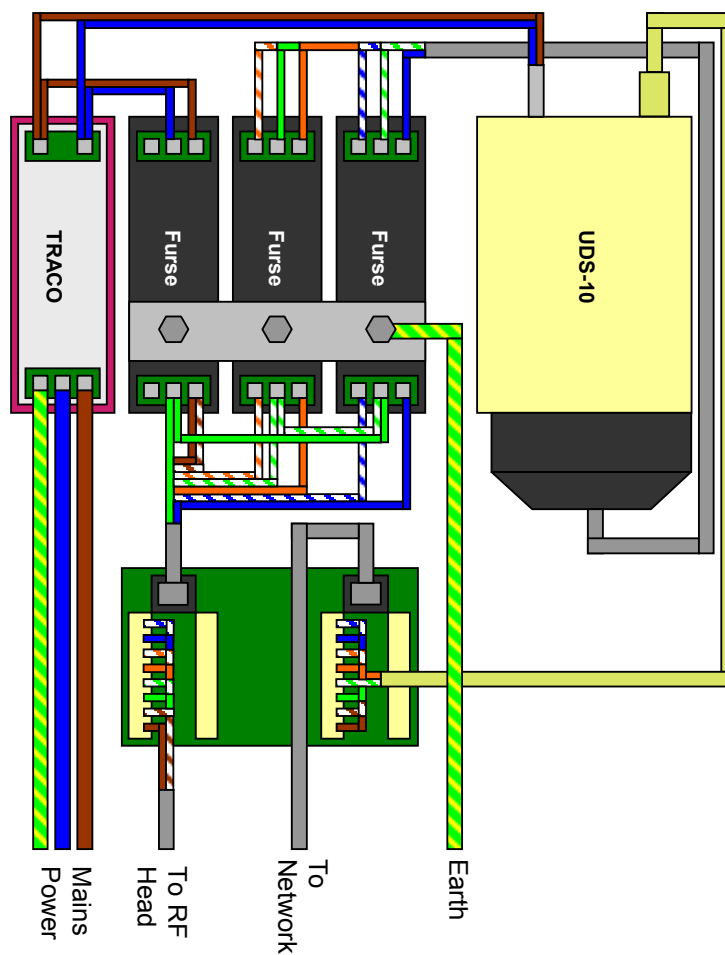 TRACO
Furse
Furse
Furse
UDS-10
Mains
Power
To RF
Head
To
Network
Earth